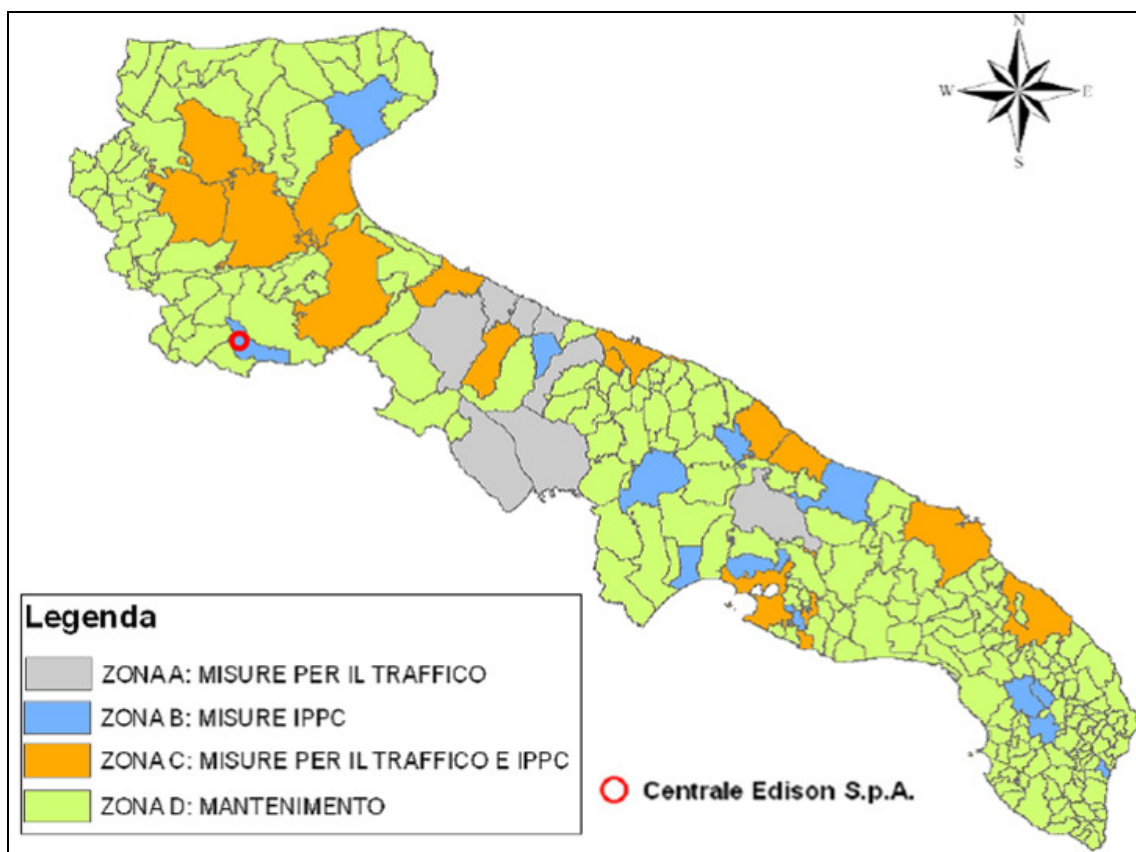 N
W E
S
Legenda
ZONA A: MISURE PER IL TRAFFICO
ZONA B: MISURE IPPC
ZONA C: MISURE PER IL TRAFFICO E IPPC
ZONA D: MANTENIMENTO
Centrale Edison S.p.A.